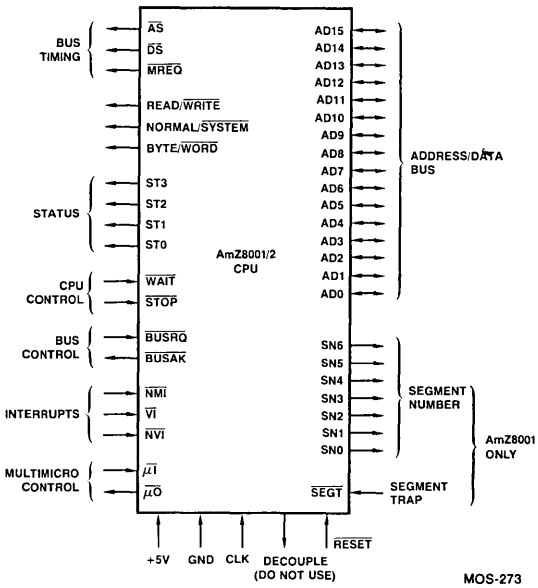 BUS
TIMING
AS
DS
MREQ
READ/WRITE
NORMAL/SYSTEM
BYTE/WORD
STATUS
ST3
ST2
ST1
ST0
CPU
CONTROL
WAIT
STOP
BUS
CONTROL
BUSRQ
BUSAK
INTERRUPTS
NMI
VI
NVI
MULTIMICRO
CONTROL
μI
μO
AmZ8001/2
CPU
AD15
AD14
AD13
AD12
AD11
AD10
AD9
AD8
AD7
AD6
AD5
AD4
AD3
AD2
AD1
AD0
ADDRESS/DATA
BUS
SN6
SN5
SN4
SN3
SN2
SN1
SN0
SEGMENT
NUMBER
AmZ8001
ONLY
SEGT
SEGMENT
TRAP
+5V
GND
CLK
DECOUPLE
(DO NOT USE)
RESET
MOS-273